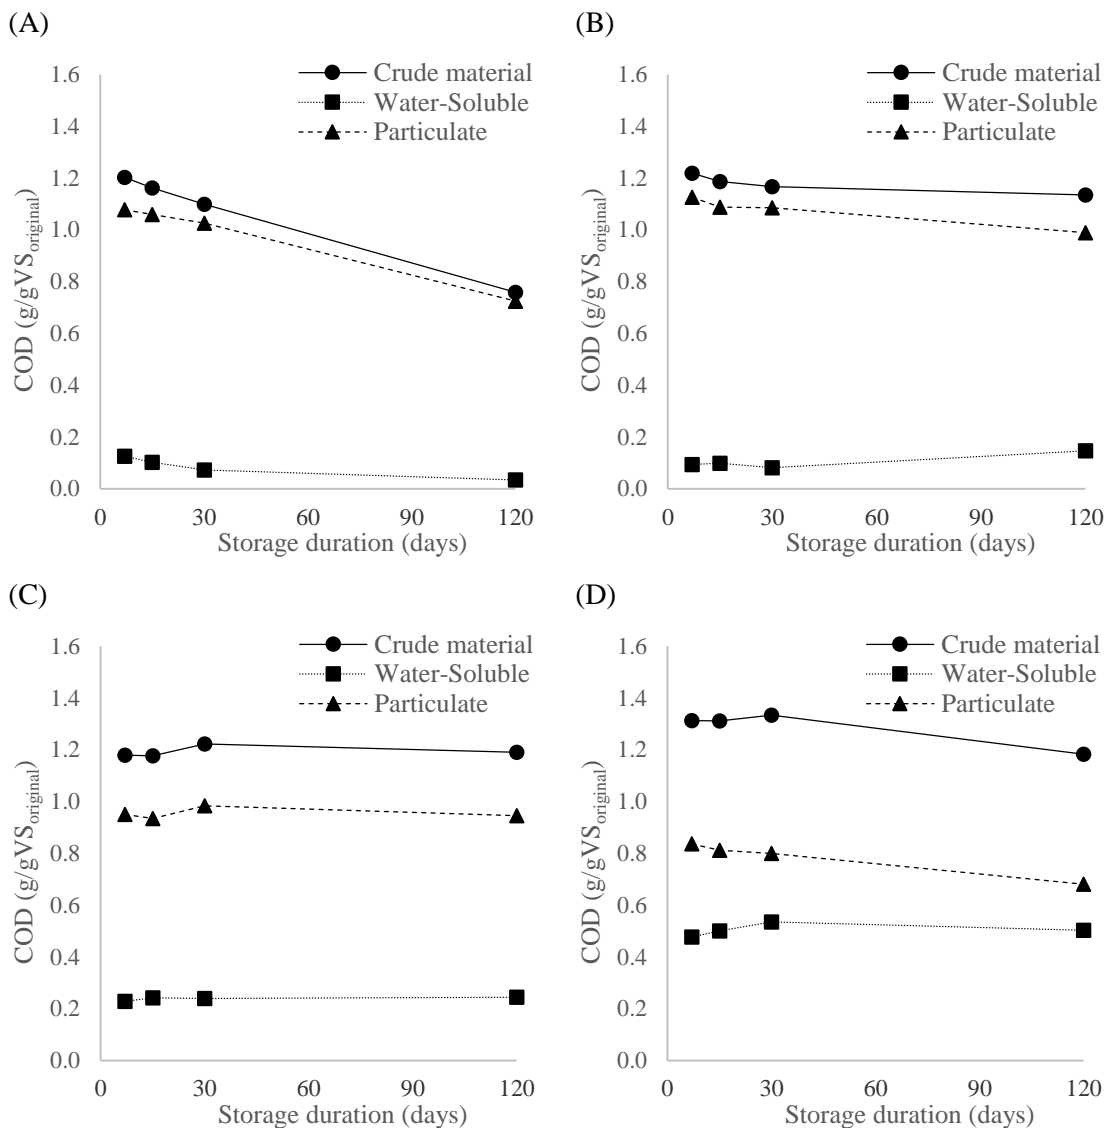 (A)
1.6
1.4
1.2
1.0
0.8
0.6
0.4
0.2
0.0
COD (g/gVSoriginal)
Crude material
Water-Soluble
Particulate
0 30 60 90 120
Storage duration (days)
(B)
1.6
1.4
1.2
1.0
0.8
0.6
0.4
0.2
0.0
COD (g/gVSoriginal)
Crude material
Water-Soluble
Particulate
0 30 60 90 120
Storage duration (days)
(C)
1.6
1.4
1.2
1.0
0.8
0.6
0.4
0.2
0.0
COD (g/gVSoriginal)
Crude material
Water-Soluble
Particulate
0 30 60 90 120
Storage duration (days)
(D)
1.6
1.4
1.2
1.0
0.8
0.6
0.4
0.2
0.0
COD (g/gVSoriginal)
Crude material
Water-Soluble
Particulate
0 30 60 90 120
Storage duration (days)